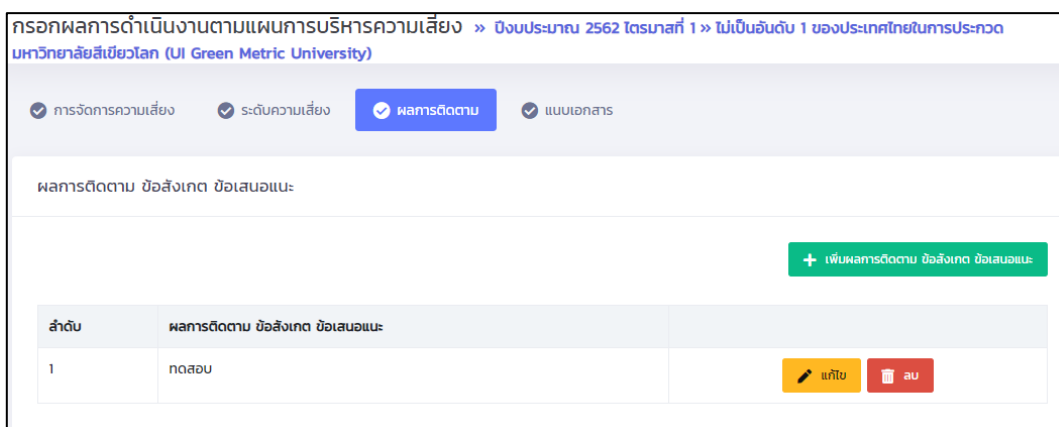 กรอกผลการดำเนินงานตามแผนการบริหารความเสี่ยง » ปีงบประมาณ 2562 ไตรมาสที่ 1 » ไม่เป็นอันดับ 1 ของประเทศไทยในการประกวด
มหาวิทยาลัยสีเขียวโลก (UI Green Metric University)
การจัดการความเสี่ยง ระดับความเสี่ยง ผลการติดตาม แนบเอกสาร
ผลการติดตาม ข้อสังเกต ข้อเสนอแนะ
+ เพิ่มผลการติดตาม ข้อสังเกต ข้อเสนอแนะ
ลำดับ ผลการติดตาม ข้อสังเกต ข้อเสนอแนะ
1 ทดสอบ แก้ไข ลบ